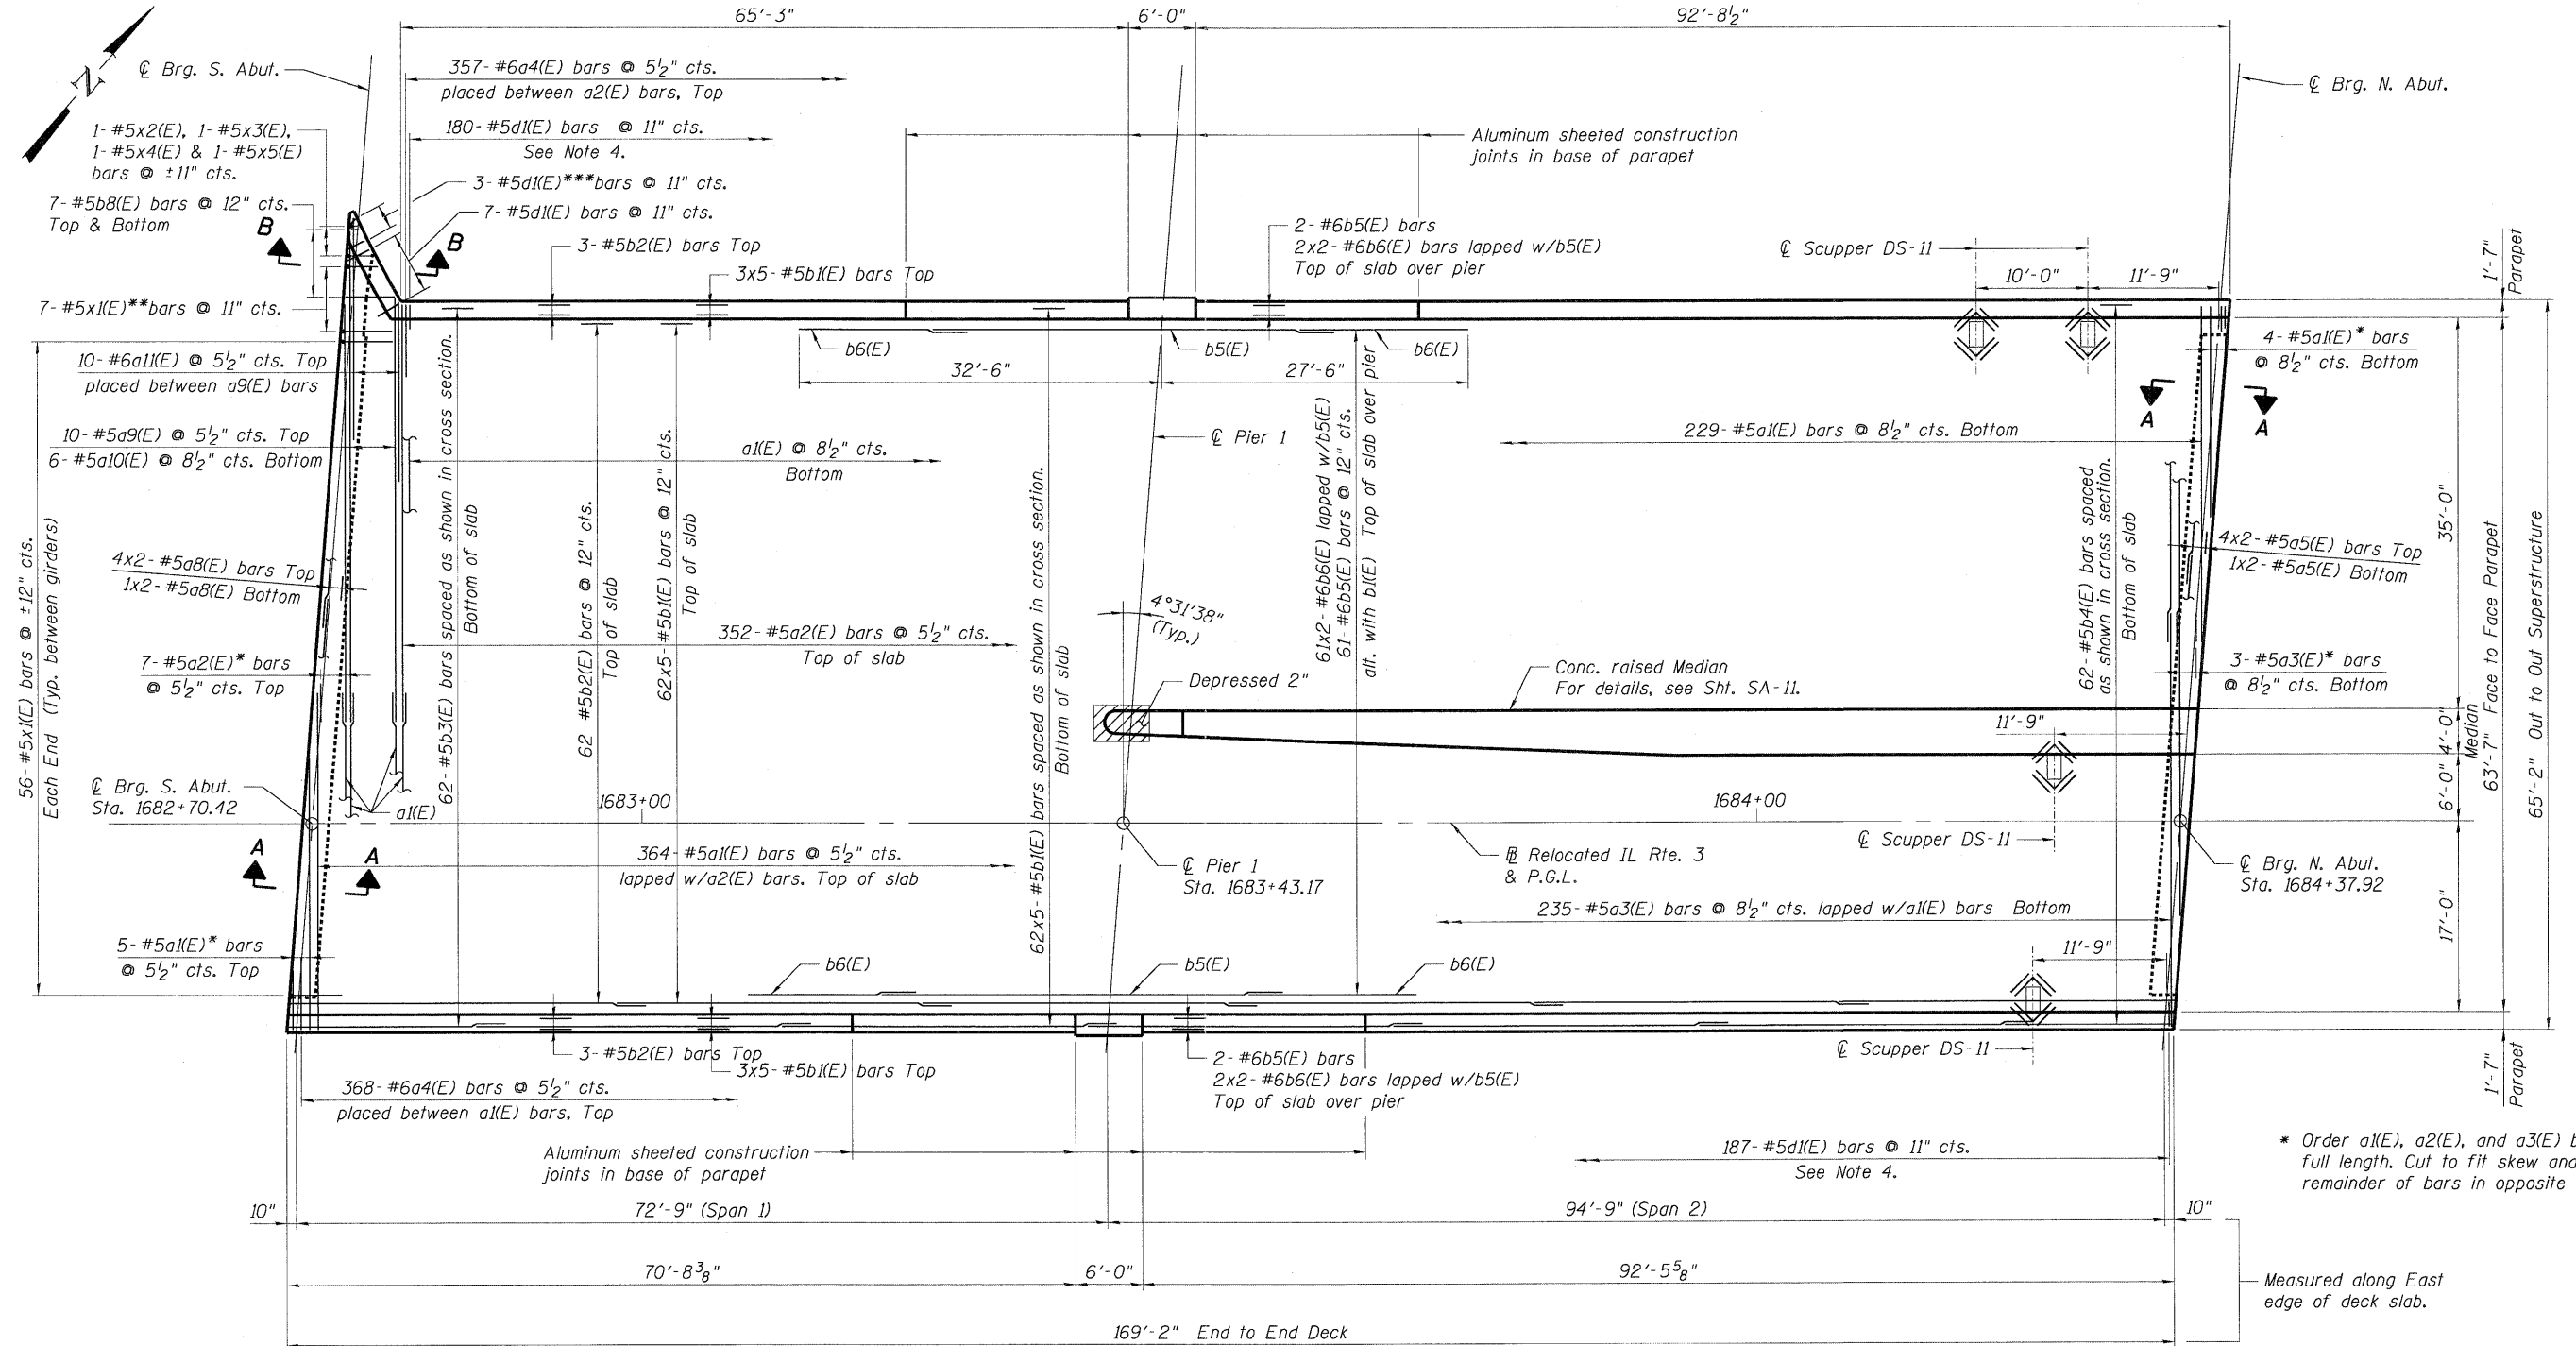 65'-3"
6'-0"
92'-8½"
N
℄ Brg. S. Abut.
357-#6a4(E) bars @ 5½" cts.
placed between a2(E) bars, Top
℄ Brg. N. Abut.
1-#5x2(E), 1-#5x3(E),
1-#5x4(E) & 1-#5x5(E)
bars @ ±11" cts.
180-#5d1(E) bars @ 11" cts.
See Note 4.
Aluminum sheeted construction
joints in base of parapet
3-#5d1(E)***bars @ 11" cts.
7-#5d1(E) bars @ 11" cts.
7-#5b8(E) bars @ 12" cts.
Top & Bottom
B
B
3-#5b2(E) bars Top
3x5-#5b1(E) bars Top
2-#6b5(E) bars
2x2-#6b6(E) bars lapped w/b5(E)
Top of slab over pier
℄ Scupper DS-11
10'-0"
11'-9"
1'-7"
Parapet
7-#5x1(E)**bars @ 11" cts.
b6(E)
b5(E)
b6(E)
32'-6"
27'-6"
4-#5a1(E)* bars
@ 8½" cts. Bottom
10-#6a11(E) @ 5½" cts. Top
placed between a9(E) bars
A
A
℄ Pier 1
229-#5a1(E) bars @ 8½" cts. Bottom
10-#5a9(E) @ 5½" cts. Top
6-#5a10(E) @ 8½" cts. Bottom
a1(E) @ 8½" cts.
Bottom
56-#5x1(E) bars @ ±12" cts.
Each End (Typ. between girders)
62-#5b3(E) bars spaced as shown in cross section.
Bottom of slab
62-#5b2(E) bars @ 12" cts.
Top of slab
62x5-#5b1(E) bars @ 12" cts.
Top of slab
62x5-#5b1(E) bars spaced as shown in cross section.
Bottom of slab
61x2-#6b6(E) lapped w/b5(E)
61-#6b5(E) bars @ 12" cts.
alt. with b1(E) Top of slab over pier
62-#5b4(E) bars spaced
as shown in cross section.
Bottom of slab
35'-0"
4x2-#5a8(E) bars Top
1x2-#5a8(E) Bottom
4x2-#5a5(E) bars Top
1x2-#5a5(E) Bottom
4°31'38"
(Typ.)
352-#5a2(E) bars @ 5½" cts.
Top of slab
7-#5a2(E)* bars
@ 5½" cts. Top
Conc. raised Median
For details, see Sht. SA-11.
Depressed 2"
3-#5a3(E)* bars
@ 8½" cts. Bottom
11'-9"
4'-0"
Median
6'-0"
63'-7" Face to Face Parapet
65'-2" Out to Out Superstructure
℄ Brg. S. Abut.
Sta. 1682+70.42
a1(E)
1683+00
1684+00
℄ Scupper DS-11
A
A
364-#5a1(E) bars @ 5½" cts.
lapped w/a2(E) bars. Top of slab
℄ Pier 1
Sta. 1683+43.17
Relocated IL Rte. 3
& P.G.L.
℄ Brg. N. Abut.
Sta. 1684+37.92
235-#5a3(E) bars @ 8½" cts. lapped w/a1(E) bars Bottom
17'-0"
5-#5a1(E)* bars
@ 5½" cts. Top
11'-9"
b6(E)
b5(E)
b6(E)
3-#5b2(E) bars Top
3x5-#5b1(E) bars Top
2-#6b5(E) bars
2x2-#6b6(E) bars lapped w/b5(E)
Top of slab over pier
℄ Scupper DS-11
1'-7"
Parapet
368-#6a4(E) bars @ 5½" cts.
placed between a1(E) bars, Top
Aluminum sheeted construction
joints in base of parapet
187-#5d1(E) bars @ 11" cts.
See Note 4.
* Order a1(E), a2(E), and a3(E)
full length. Cut to fit skew and
remainder of bars in opposite
10"
72'-9" (Span 1)
94'-9" (Span 2)
10"
70'-8⅜"
6'-0"
92'-5⅝"
Measured along East
edge of deck slab.
169'-2" End to End Deck